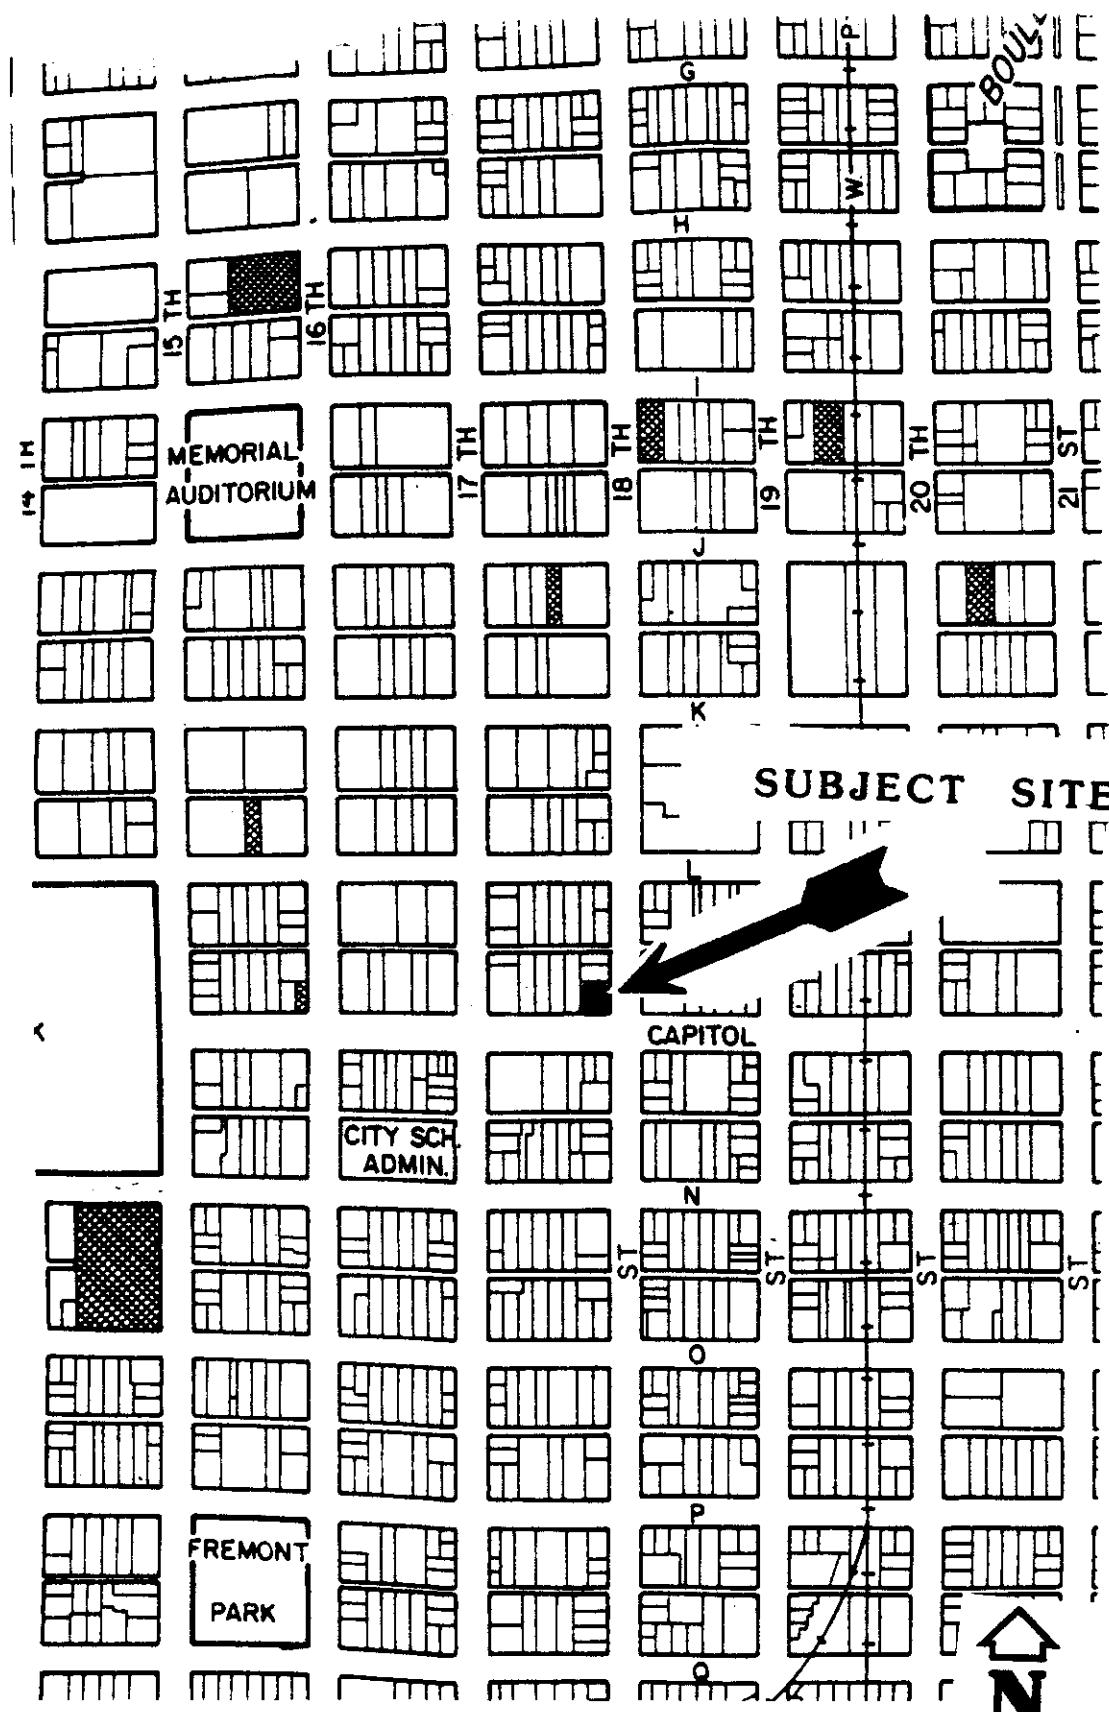 P
G
BOUL
W
H
15 TH
16 TH
I
14 TH
MEMORIAL
AUDITORIUM
17 TH
18 TH
19 TH
20 TH
21 ST
J
K
SUBJECT SITE
L
CAPITOL
CITY SCH.
ADMIN.
N
ST
ST
ST
ST
O
P
FREMONT
PARK
Q
N